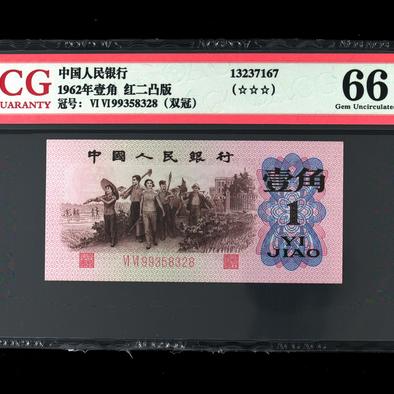 CG
UARANTY
中国人民银行
1962年壹角 红二凸版
冠号: VI VI 99358328 (双冠)
13237167
(☆☆☆)
66
Gem Uncirculated
中國人民銀行
壹角
1
YI
JIAO
VI VI 99358328